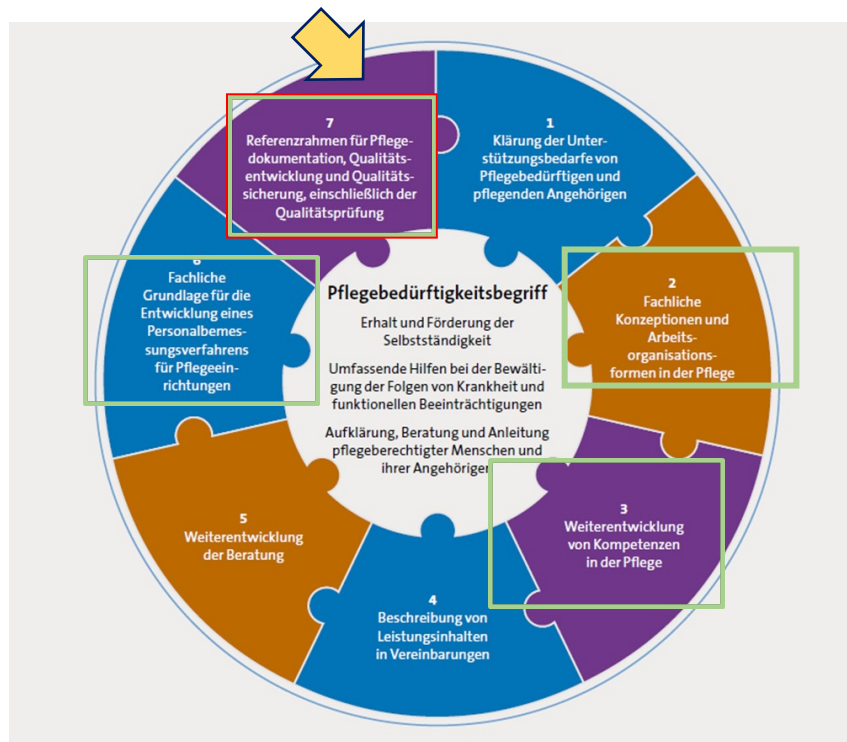 7
Referenzrahmen für Pflege-
dokumentation, Qualitäts-
entwicklung und Qualitäts-
sicherung, einschließlich der
Qualitätsprüfung
1
Klärung der Unter-
stützungsbedarfe von
Pflegebedürftigen und
pflegenden Angehörigen
2
Fachliche
Konzeptionen und
Arbeits-
organisations-
formen in der Pflege
3
Weiterentwicklung
von Kompetenzen
in der Pflege
4
Beschreibung von
Leistungsinhalten
in Vereinbarungen
5
Weiterentwicklung
der Beratung
6
Fachliche
Grundlage für die
Entwicklung eines
Personalbemes-
sungsverfahrens
für Pflegeein-
richtungen
Pflegebedürftigkeitsbegriff
Erhalt und Förderung der
Selbstständigkeit
Umfassende Hilfen bei der Bewälti-
gung der Folgen von Krankheit und
funktionellen Beeinträchtigungen
Aufklärung, Beratung und Anleitung
pflegeberechtigter Menschen und
ihrer Angehörigen